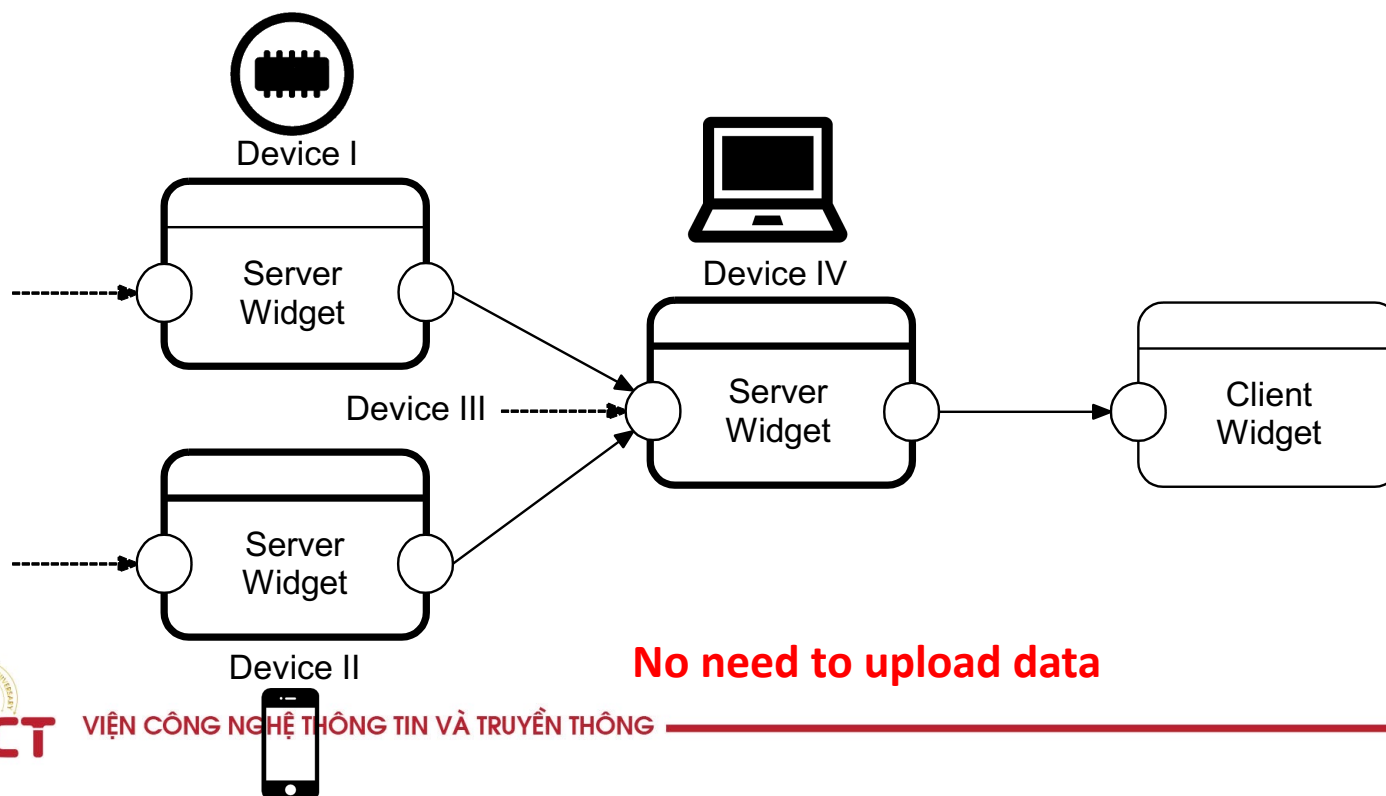 Device I
Server
Widget
Device IV
Server
Widget
Client
Widget
Device III
Server
Widget
Device II
No need to upload data
CT VIỆN CÔNG NGHỆ THÔNG TIN VÀ TRUYỀN THÔNG